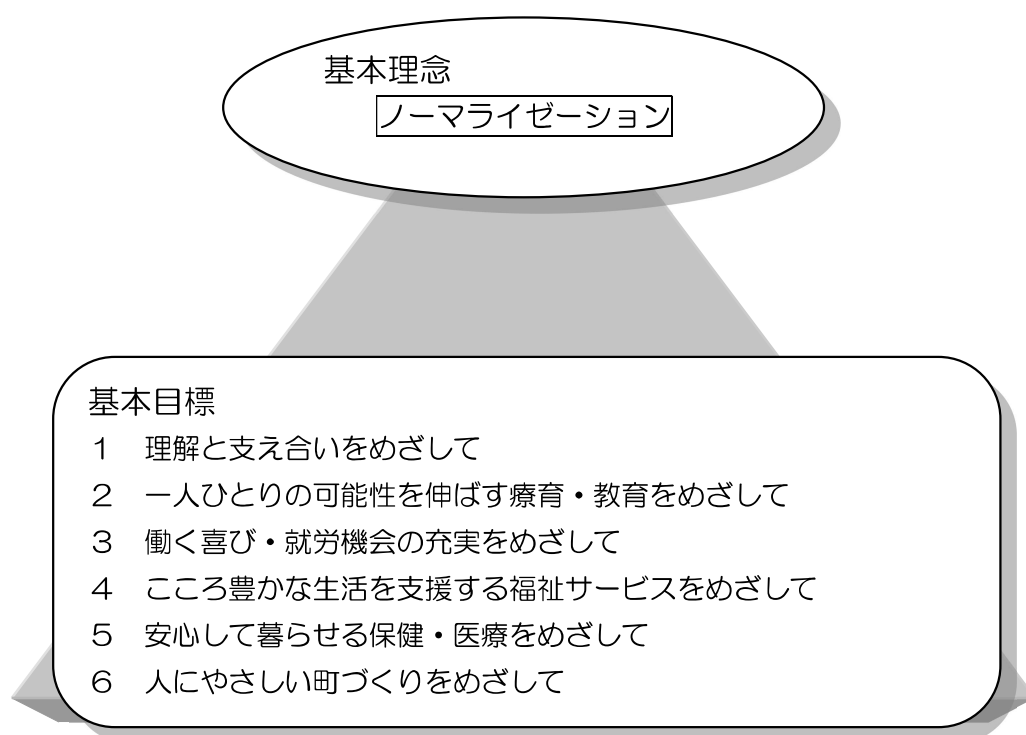 基本理念
ノーマライゼーション
基本目標
１　理解と支え合いをめざして
２　一人ひとりの可能性を伸ばす療育・教育をめざして
３　働く喜び・就労機会の充実をめざして
４　こころ豊かな生活を支援する福祉サービスをめざして
５　安心して暮らせる保健・医療をめざして
６　人にやさしい町づくりをめざして